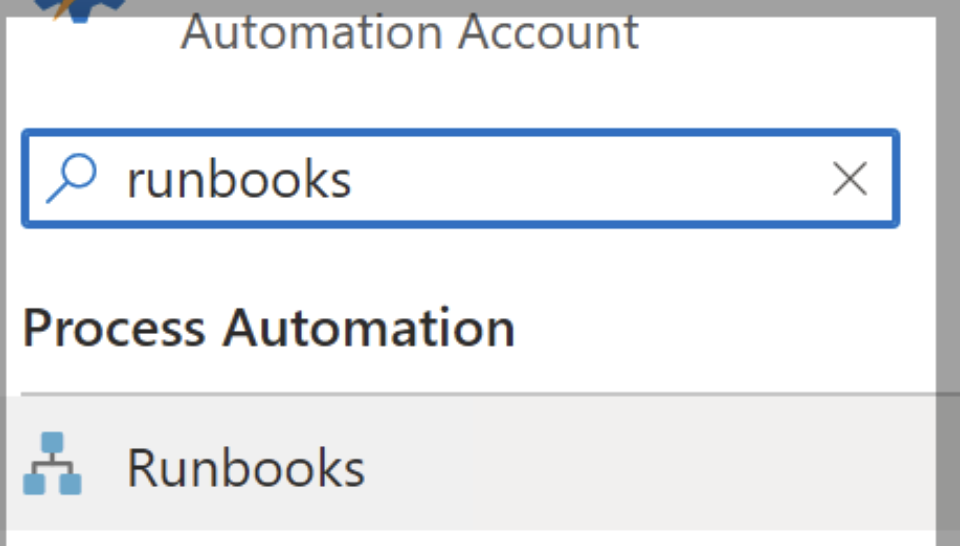 Automation Account
runbooks
Process Automation
Runbooks